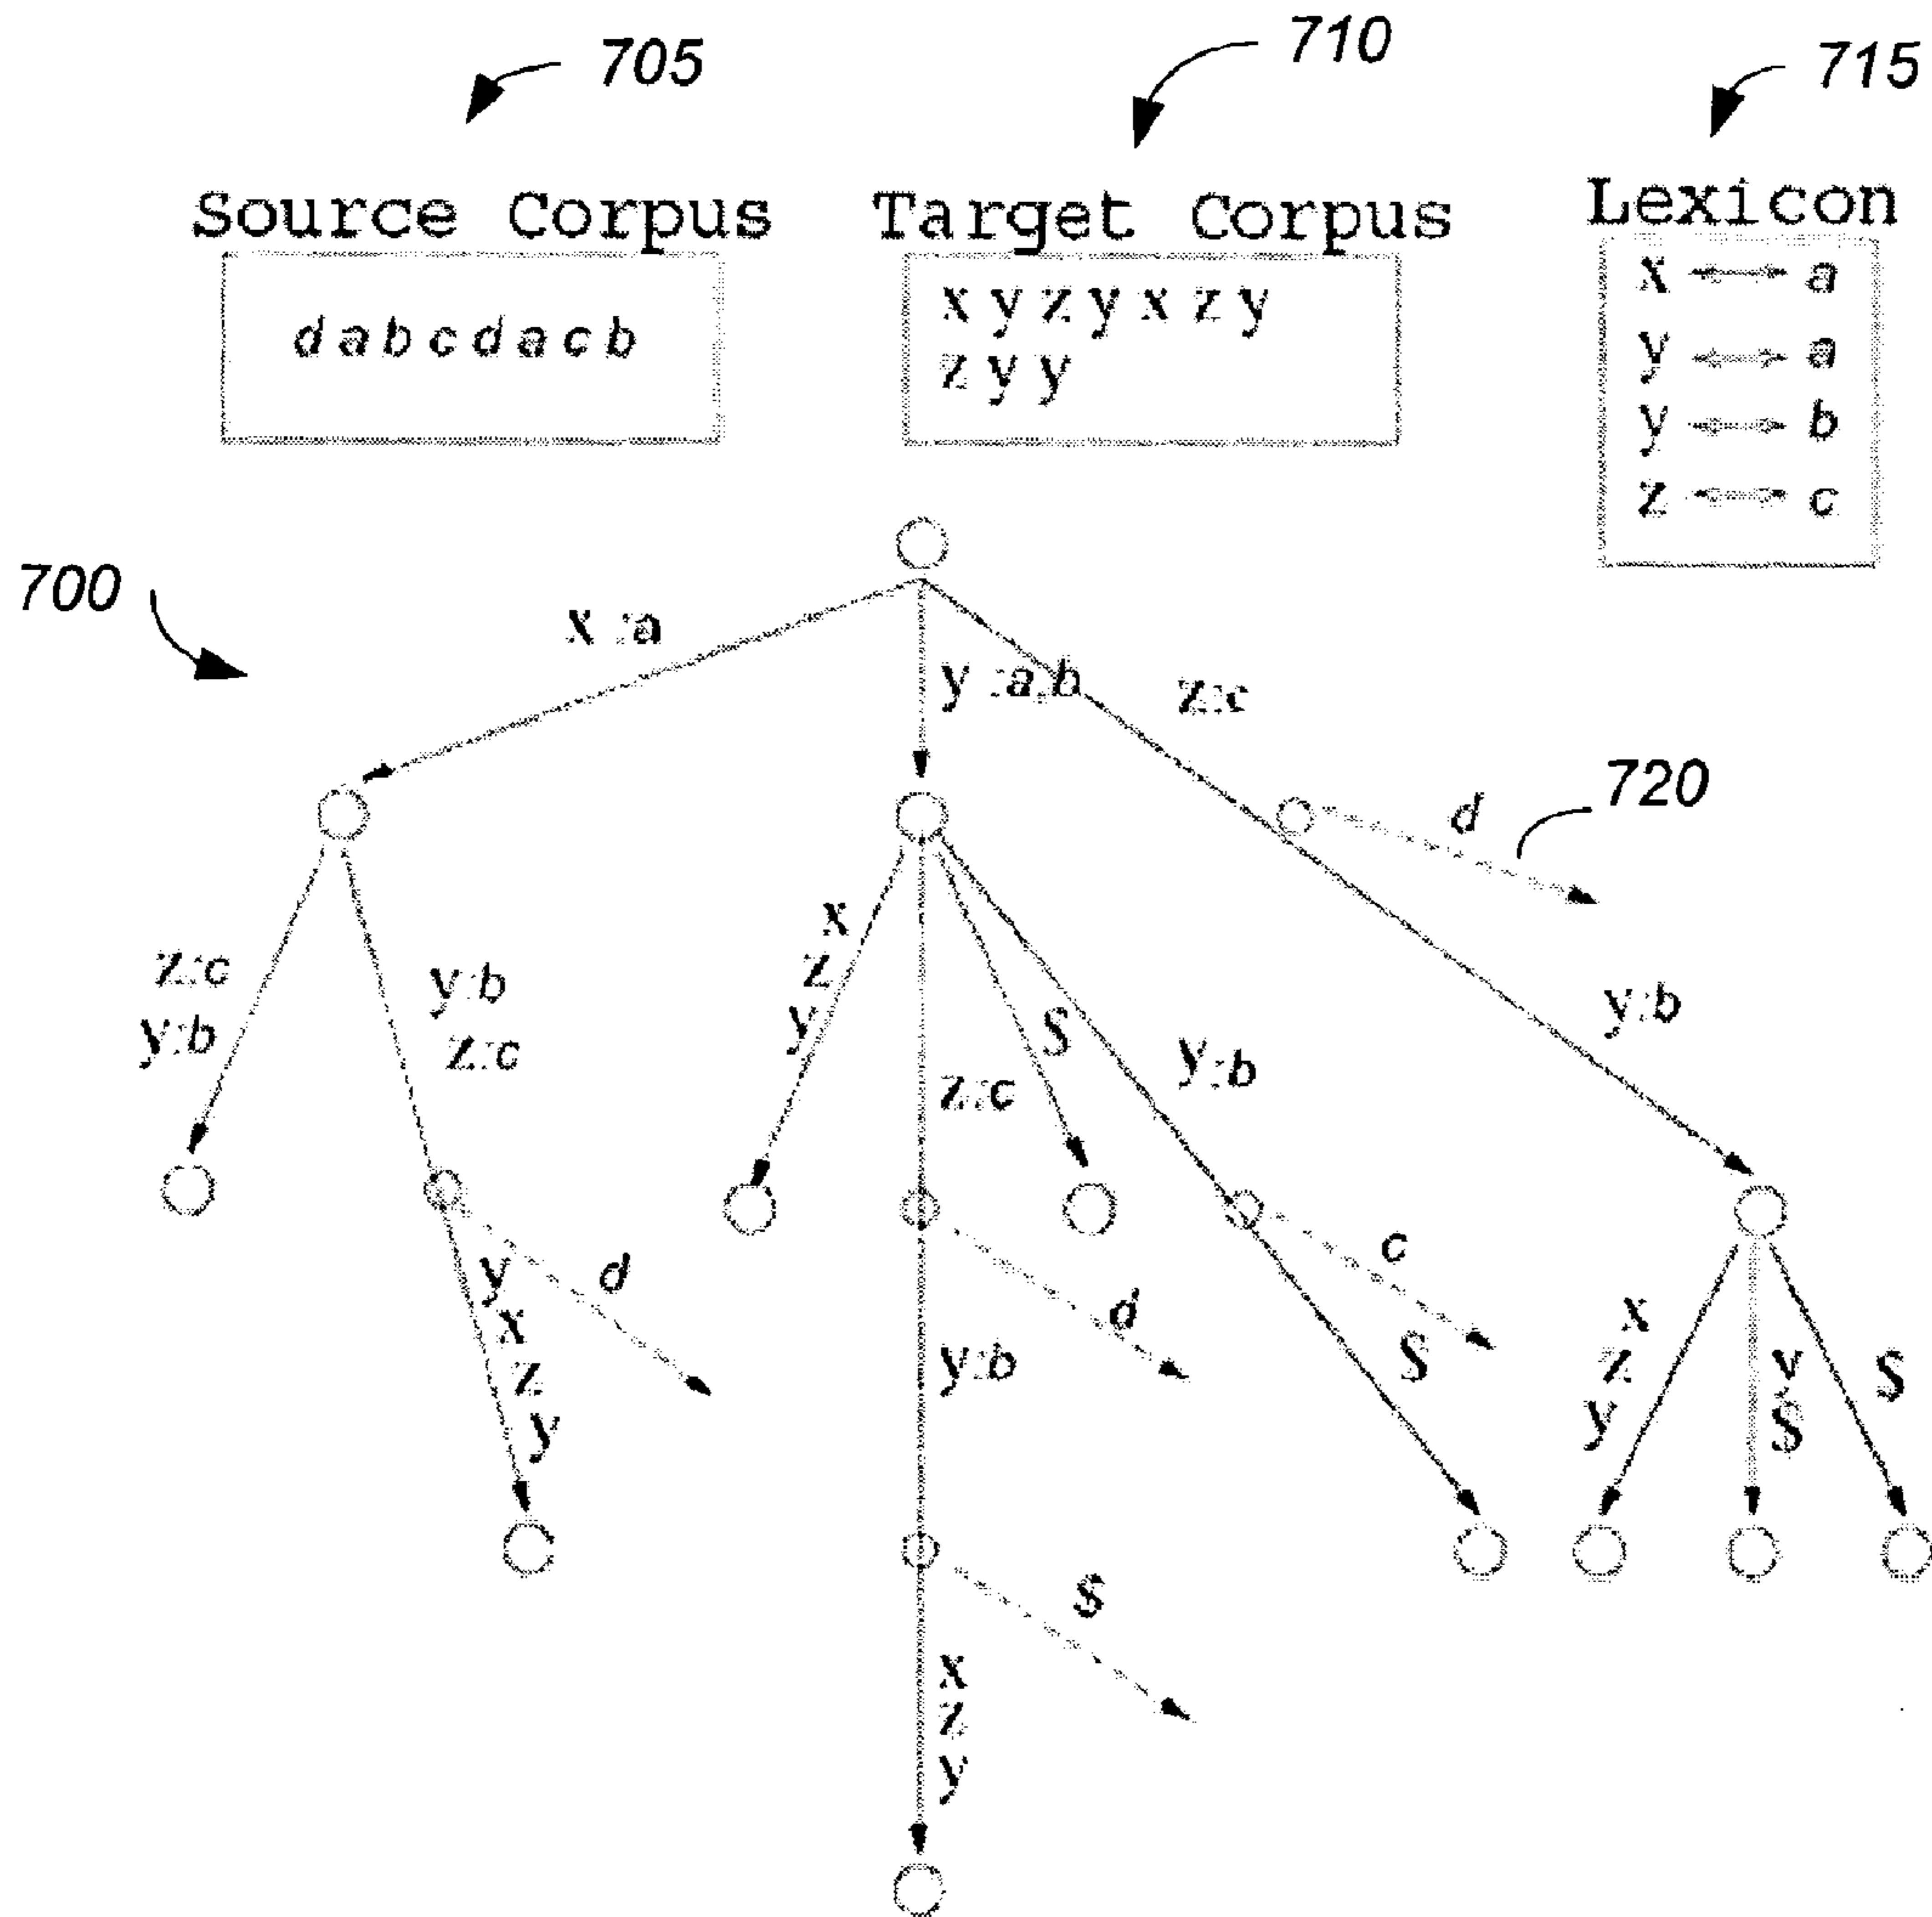 705
710
715
Source Corpus
Target Corpus
Lexicon
d a b c d a c b
x y z y x z y
z y y
x ↔ a
y ↔ a
y ↔ b
z ↔ c
700
x :a
y :a,b
z:c
720
d
z:c
y:b
y:b
z:c
x
z
y
z:c
S
y:b
y:b
d
y
x
z
y
d
y:b
c
S
x
z
y
y
S
S
S
x
z
y